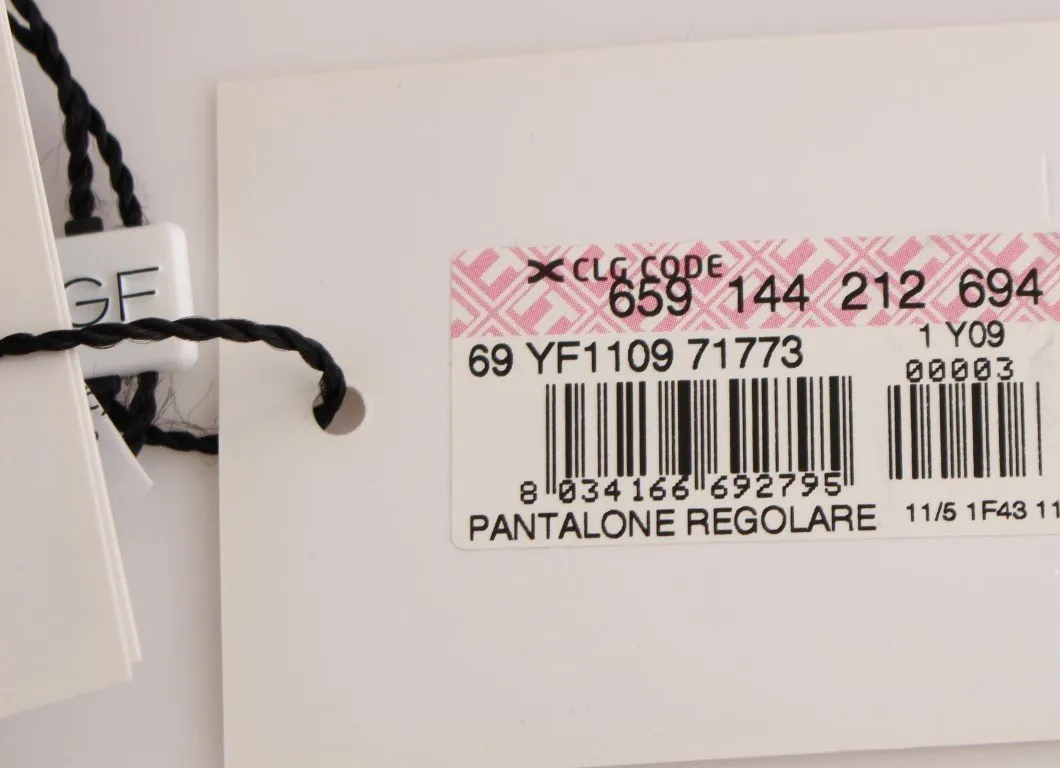 GF
CLG CODE
659 144 212 694
69 YF1109 71773
1 Y09
00003
8 034166 692795
PANTALONE REGOLARE
11/5 1F43 11